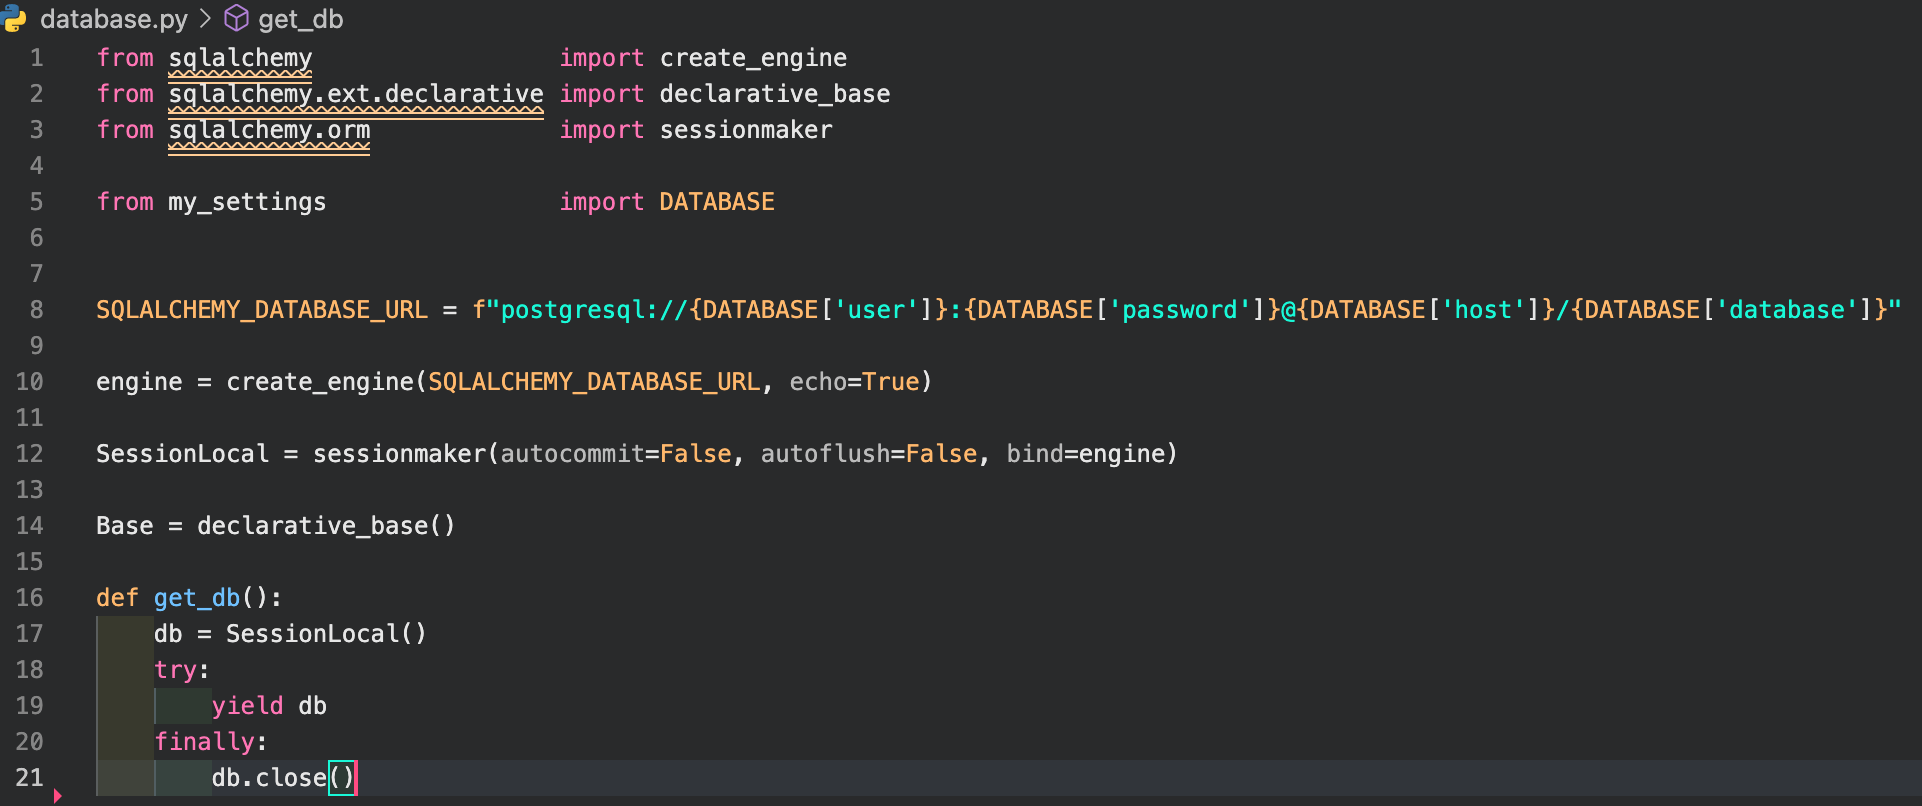 database.py > get_db
1 from sqlalchemy import create_engine
2 from sqlalchemy.ext.declarative import declarative_base
3 from sqlalchemy.orm import sessionmaker
4
5 from my_settings import DATABASE
6
7
8 SQLALCHEMY_DATABASE_URL = f"postgresql://{DATABASE['user']}:{DATABASE['password']}@{DATABASE['host']}/{DATABASE['database']}"
9
10 engine = create_engine(SQLALCHEMY_DATABASE_URL, echo=True)
11
12 SessionLocal = sessionmaker(autocommit=False, autoflush=False, bind=engine)
13
14 Base = declarative_base()
15
16 def get_db():
17     db = SessionLocal()
18     try:
19         yield db
20     finally:
21         db.close()